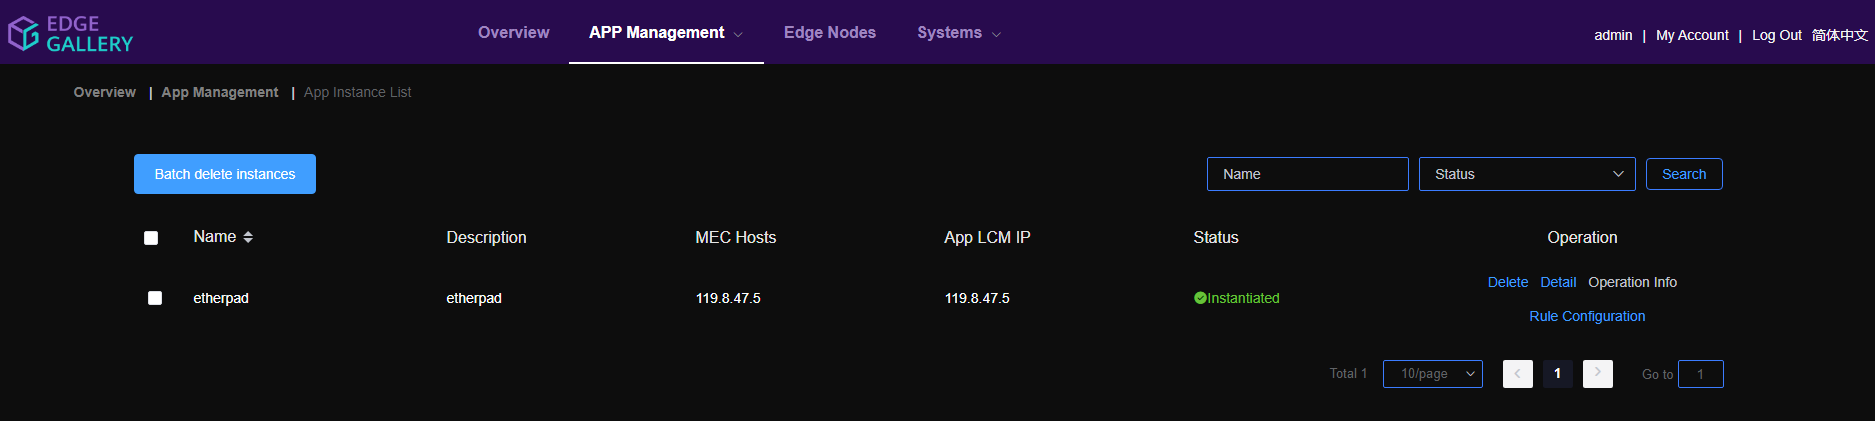 EDGE GALLERY
Overview APP Management Edge Nodes Systems
admin | My Account | Log Out 简体中文
Overview | App Management | App Instance List
Batch delete instances Name Status Search
Name Description MEC Hosts App LCM IP Status Operation
etherpad etherpad 119.8.47.5 119.8.47.5 Instantiated Delete Detail Operation Info
Rule Configuration
Total 1 10/page 1 Go to 1